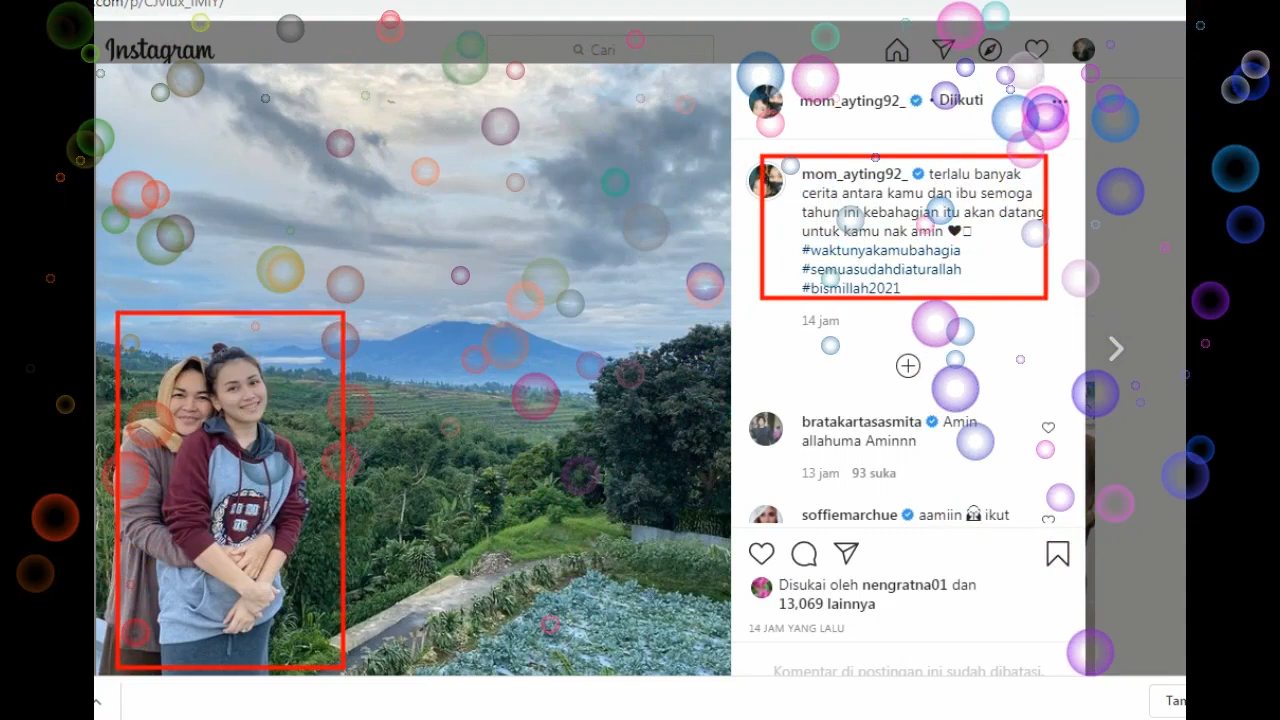 .com/p/CJviux_lMIY/
Instagram
Cari
mom_ayting92_ • Diikuti
mom_ayting92_ terlalu banyak
cerita antara kamu dan ibu semoga
tahun ini kebahagian itu akan datang
untuk kamu nak amin 🖤
#waktunyakamubahagia
#semuasudahdiaturallah
#bismillah2021
14 jam
bratakartasasmita Amin
allahuma Aminnn
13 jam 93 suka
soffiemarchue aamiin ikut
Disukai oleh nengratna01 dan
13,069 lainnya
14 JAM YANG LALU
Komentar di postingan ini sudah dibatasi.
Tam